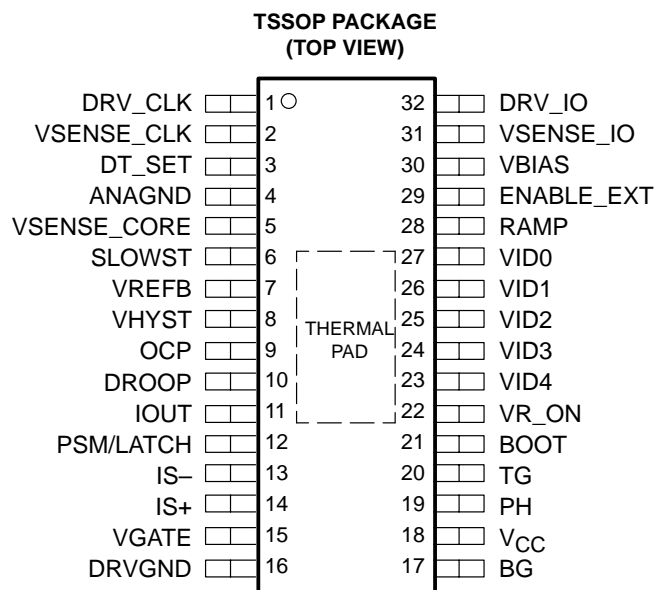 TSSOP PACKAGE
(TOP VIEW)
DRV_CLK 1 32 DRV_IO
VSENSE_CLK 2 31 VSENSE_IO
DT_SET 3 30 VBIAS
ANAGND 4 29 ENABLE_EXT
VSENSE_CORE 5 28 RAMP
SLOWST 6 27 VID0
VREFB 7 26 VID1
VHYST 8 25 VID2
THERMAL
OCP 9 24 VID3
PAD
DROOP 10 23 VID4
IOUT 11 22 VR_ON
PSM/LATCH 12 21 BOOT
IS– 13 20 TG
IS+ 14 19 PH
VGATE 15 18 VCC
DRVGND 16 17 BG